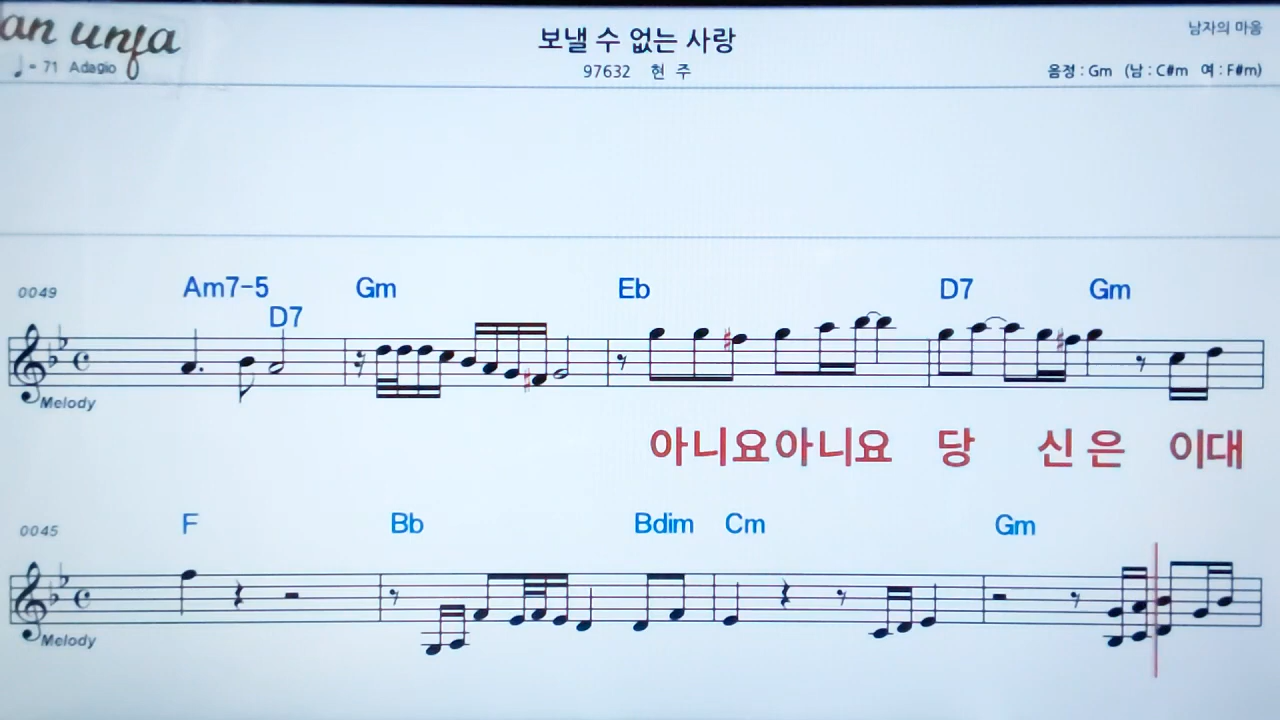 an unja
보낼 수 없는 사랑
남자의 마음
♩= 71 Adagio
97632 현 주
음정 : Gm (남 : C#m 여 : F#m)
0049
Am7-5 D7 Gm Eb D7 Gm
Melody
아니요아니요 당 신은 이대
0045
F Bb Bdim Cm Gm
Melody